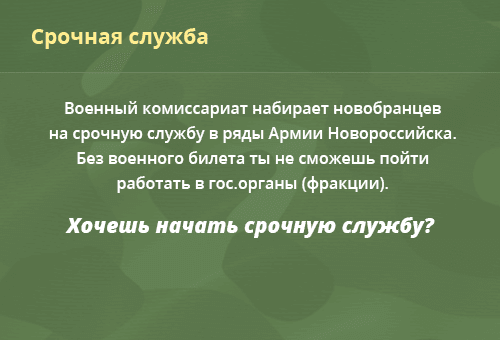 Срочная служба
Военный комиссариат набирает новобранцев
на срочную службу в ряды Армии Новороссийска.
Без военного билета ты не сможешь пойти
работать в гос.органы (фракции).
Хочешь начать срочную службу?